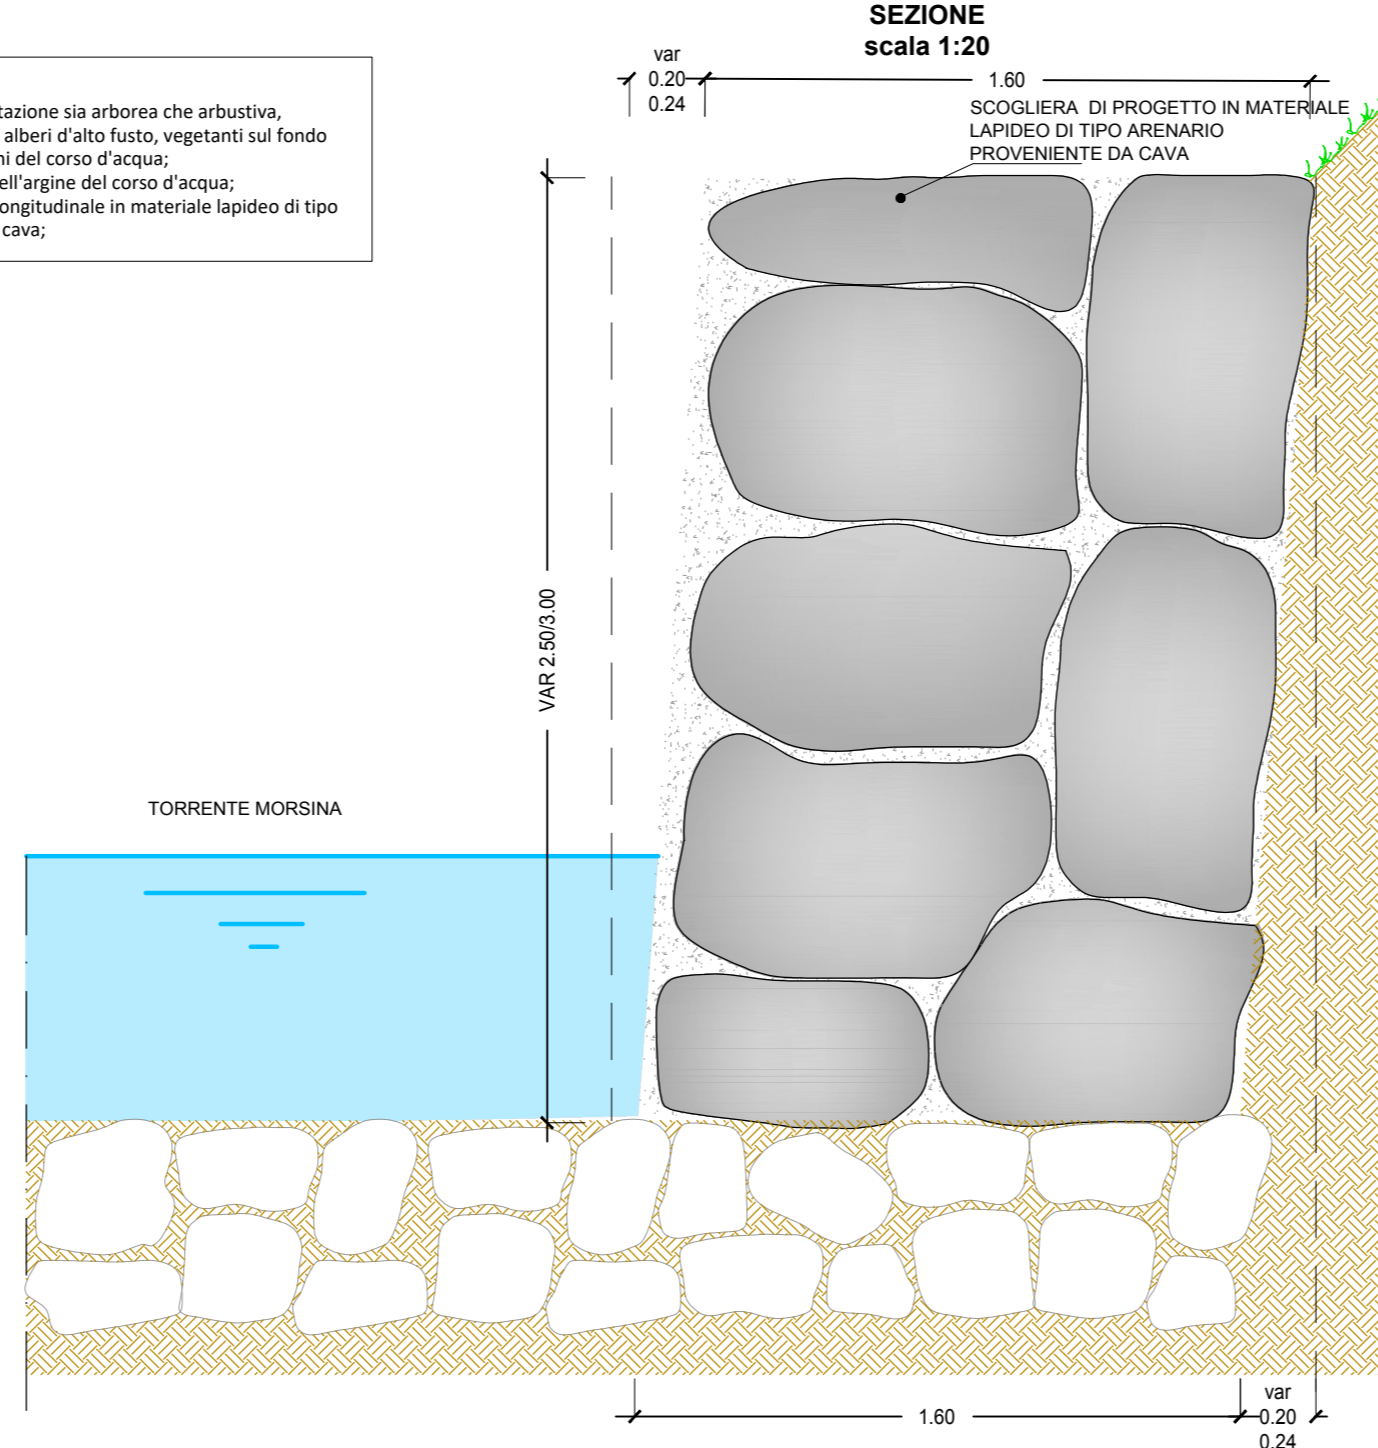 SEZIONE
scala 1:20
var
0.20
0.24
1.60
SCOGLIERA DI PROGETTO IN MATERIALE
LAPIDEO DI TIPO ARENARIO
PROVENIENTE DA CAVA
tazione sia arborea che arbustiva,
alberi d'alto fusto, vegetanti sul fondo
ni del corso d'acqua;
ell'argine del corso d'acqua;
ongitudinale in materiale lapideo di tipo
cava;
VAR 2.50/3.00
TORRENTE MORSINA
1.60
var
0.20
0.24